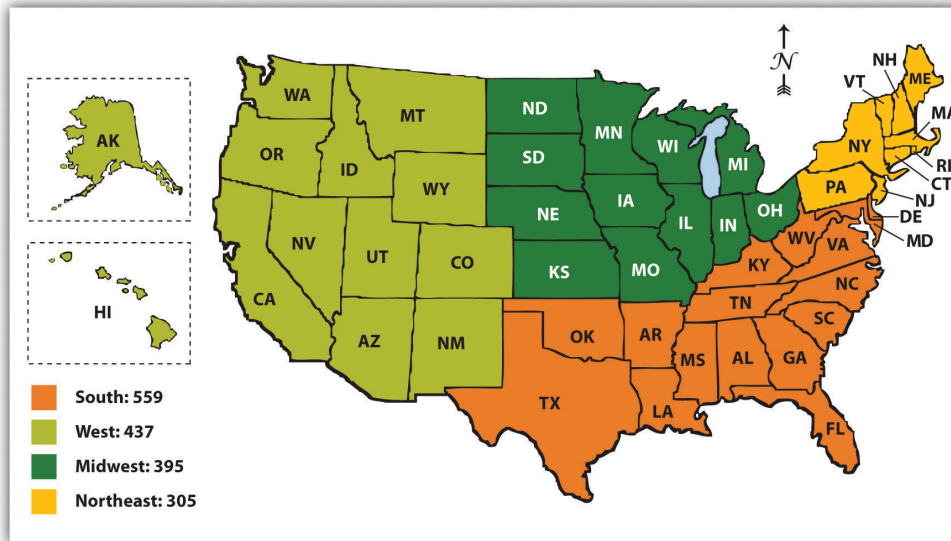 N
NH
VT
ME
WA
MT
ND
MN
MA
AK
OR
ID
SD
WI
MI
NY
RI
CT
WY
PA
NJ
IA
NE
IL
IN
OH
DE
NV
UT
CO
WV
VA
MD
KS
MO
KY
CA
NC
HI
TN
AZ
NM
OK
AR
SC
MS
AL
GA
TX
LA
FL
South: 559
West: 437
Midwest: 395
Northeast: 305